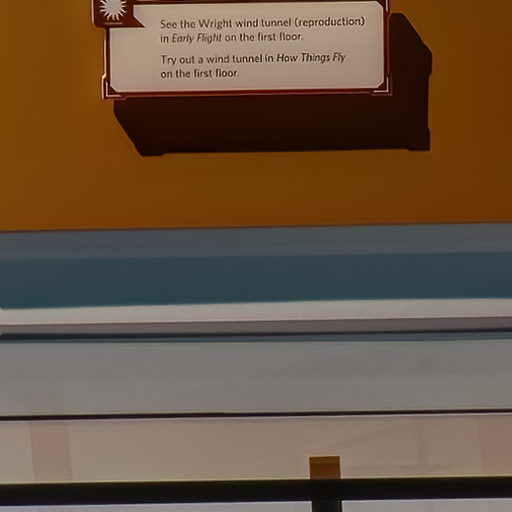 See the Wright wind tunnel (reproduction)
in Early Flight on the first floor.
Try out a wind tunnel in How Things Fly
on the first floor.